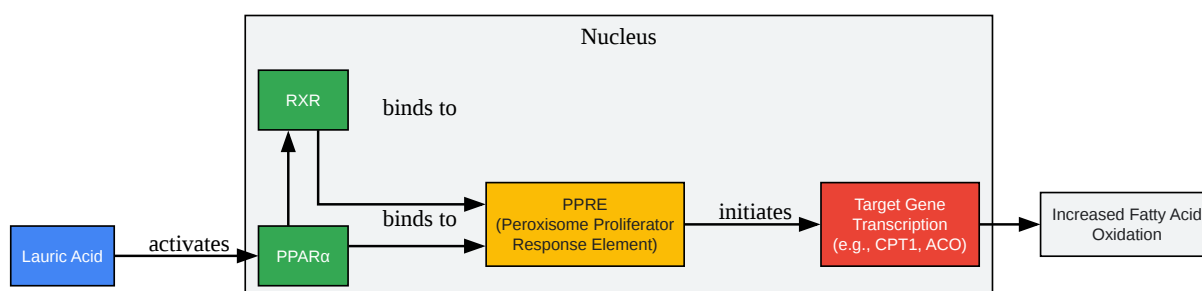 Nucleus
RXR
binds to
PPRE
(Peroxisome Proliferator
Response Element)
binds to
initiates
Target Gene
Transcription
(e.g., CPT1, ACO)
Increased Fatty Acid
Oxidation
Lauric Acid
activates
PPARα